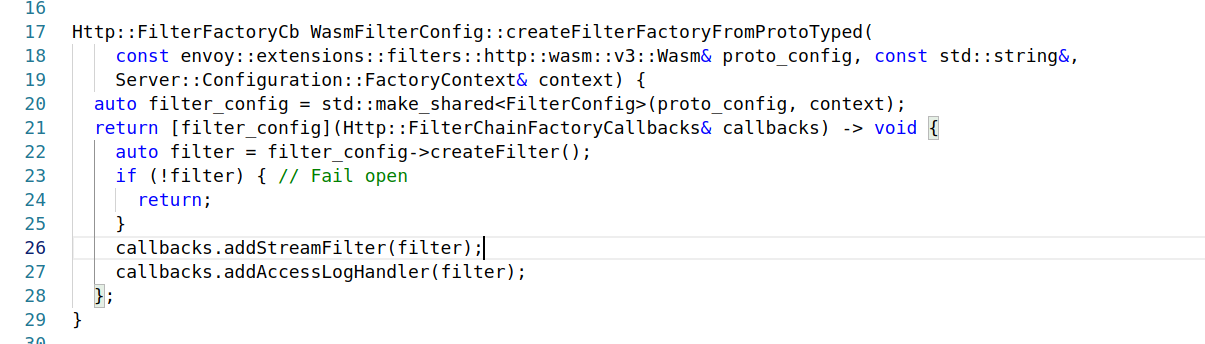 16
17 Http::FilterFactoryCb WasmFilterConfig::createFilterFactoryFromProtoTyped(
18     const envoy::extensions::filters::http::wasm::v3::Wasm& proto_config, const std::string&,
19     Server::Configuration::FactoryContext& context) {
20   auto filter_config = std::make_shared<FilterConfig>(proto_config, context);
21   return [filter_config](Http::FilterChainFactoryCallbacks& callbacks) -> void {
22     auto filter = filter_config->createFilter();
23     if (!filter) { // Fail open
24       return;
25     }
26     callbacks.addStreamFilter(filter);
27     callbacks.addAccessLogHandler(filter);
28   };
29 }
30